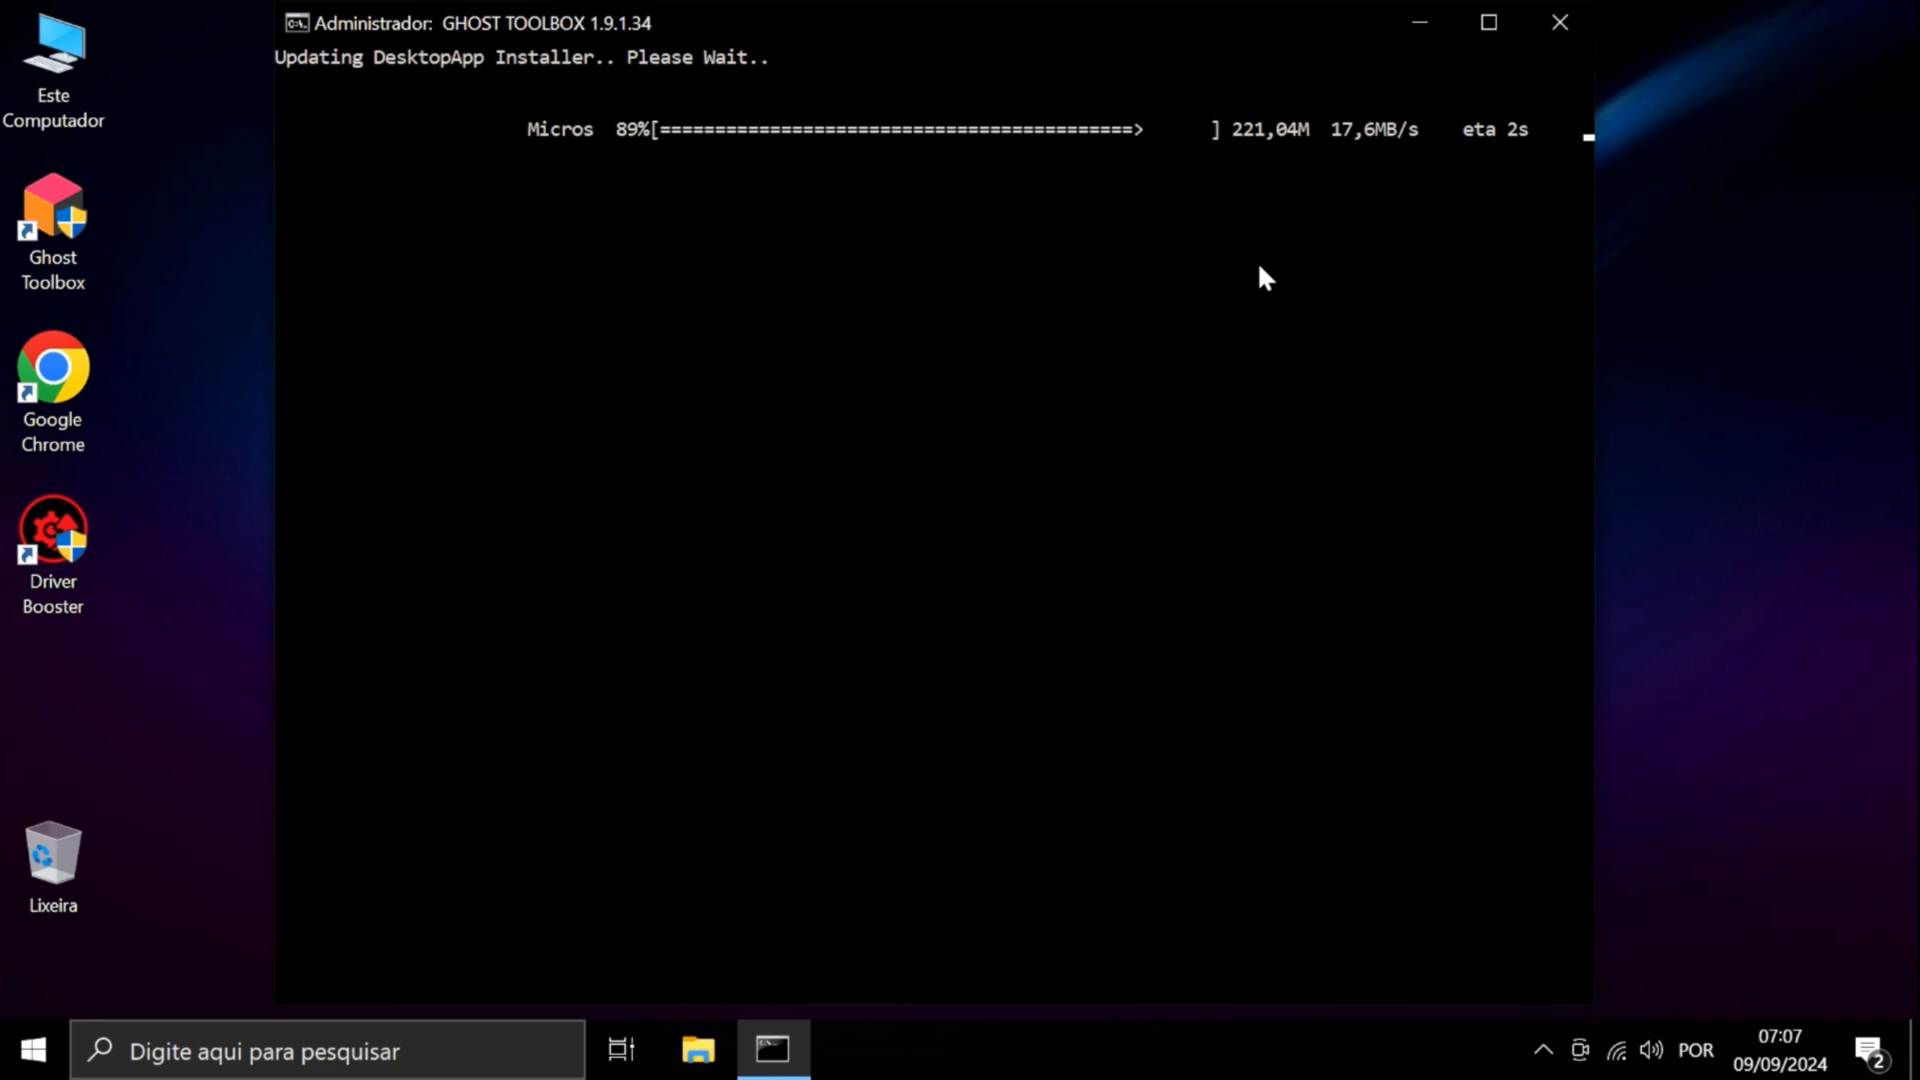 Administrador: GHOST TOOLBOX 1.9.1.34
Updating DesktopApp Installer.. Please Wait..
Micros 89%[===========================================> ] 221,04M 17,6MB/s eta 2s
Este
Computador
Ghost
Toolbox
Google
Chrome
Driver
Booster
Lixeira
Digite aqui para pesquisar
POR
07:07
09/09/2024
2